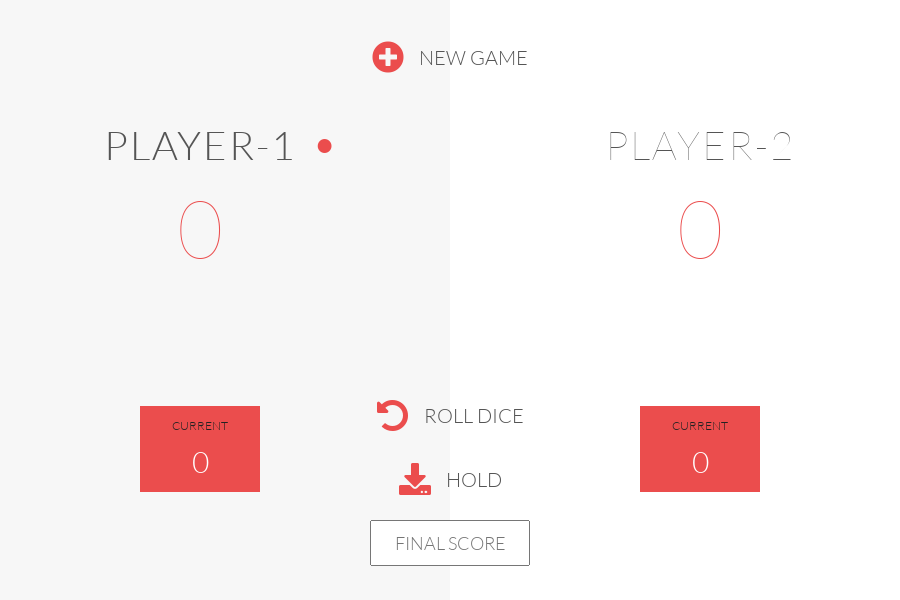 NEW GAME
PLAYER-1
0
PLAYER-2
0
CURRENT
0
ROLL DICE
HOLD
FINAL SCORE
CURRENT
0